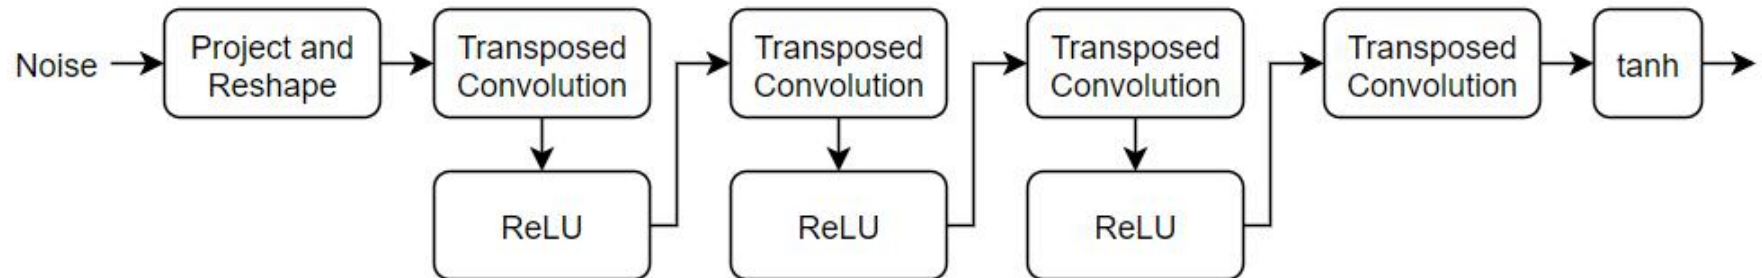 Noise
Project and
Reshape
Transposed
Convolution
ReLU
Transposed
Convolution
ReLU
Transposed
Convolution
ReLU
Transposed
Convolution
tanh